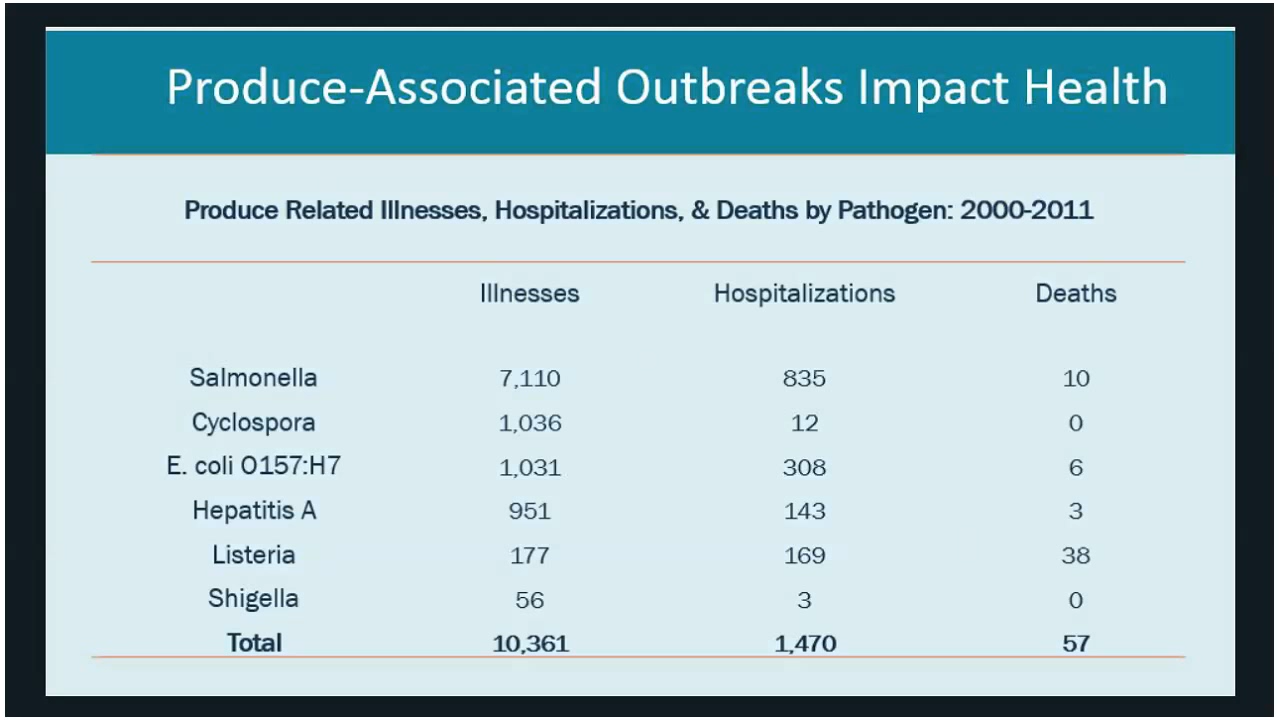 Produce-Associated Outbreaks Impact Health
Produce Related Illnesses, Hospitalizations, & Deaths by Pathogen: 2000-2011
Illnesses Hospitalizations Deaths
Salmonella 7,110 835 10
Cyclospora 1,036 12 0
E. coli O157:H7 1,031 308 6
Hepatitis A 951 143 3
Listeria 177 169 38
Shigella 56 3 0
Total 10,361 1,470 57